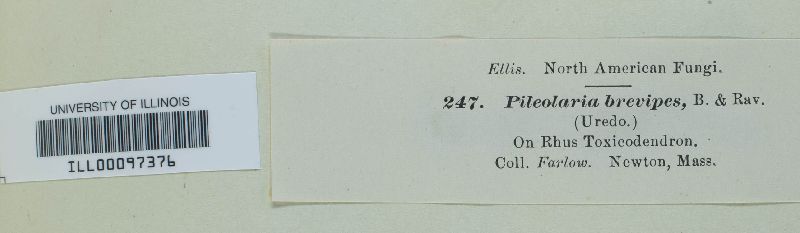 UNIVERSITY OF ILLINOIS
ILL00097376
Ellis. North American Fungi.
247. Pileolaria brevipes, B. & Rav.
(Uredo.)
On Rhus Toxicodendron.
Coll. Farlow. Newton, Mass.